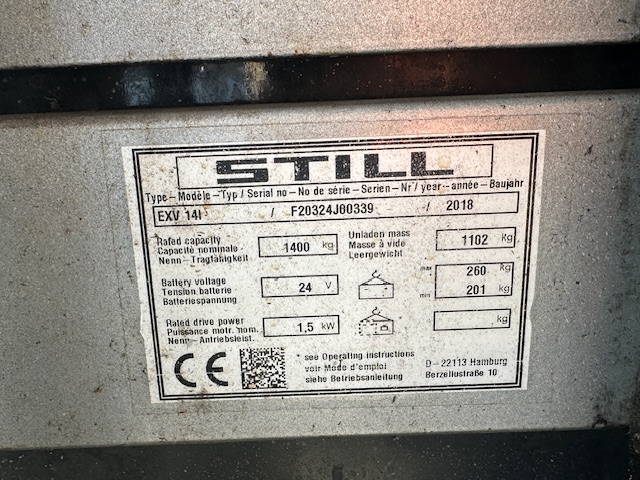 STILL
Type – Modèle – Typ / Serial no – No de série – Serien – Nr / year – année – Baujahr
EXV 14I / F20324J00339 / 2018
Rated capacity
Capacité nominale
Nenn – Tragfähigkeit
1400 kg
Unladen mass
Masse à vide
Leergewicht
1102 kg
Battery voltage
Tension batterie
Batteriespannung
24 V
max 260 kg
min 201 kg
Rated drive power
Puissance motr. nom.
Nenn – Antriebsleist.
1,5 kW
kg
CE
* see Operating instructions
voir Mode d'emploi
siehe Betriebsanleitung
D – 22113 Hamburg
Berzeliusstraße 10